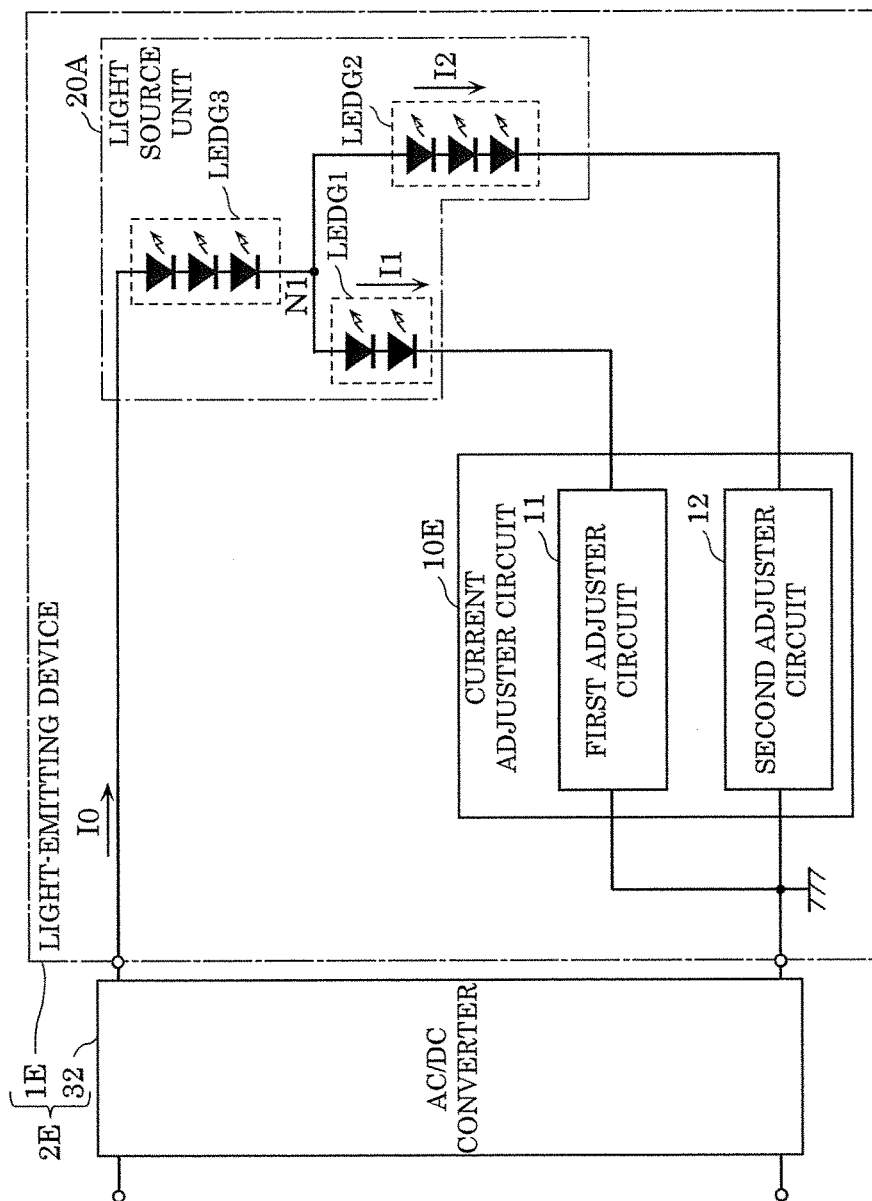 2E
1E
32
LIGHT-EMITTING DEVICE
AC/DC
CONVERTER
I0
20A
LIGHT
SOURCE
UNIT
LEDG3
N1
LEDG1
I1
LEDG2
I2
10E
CURRENT
ADJUSTER CIRCUIT
11
FIRST ADJUSTER
CIRCUIT
12
SECOND ADJUSTER
CIRCUIT